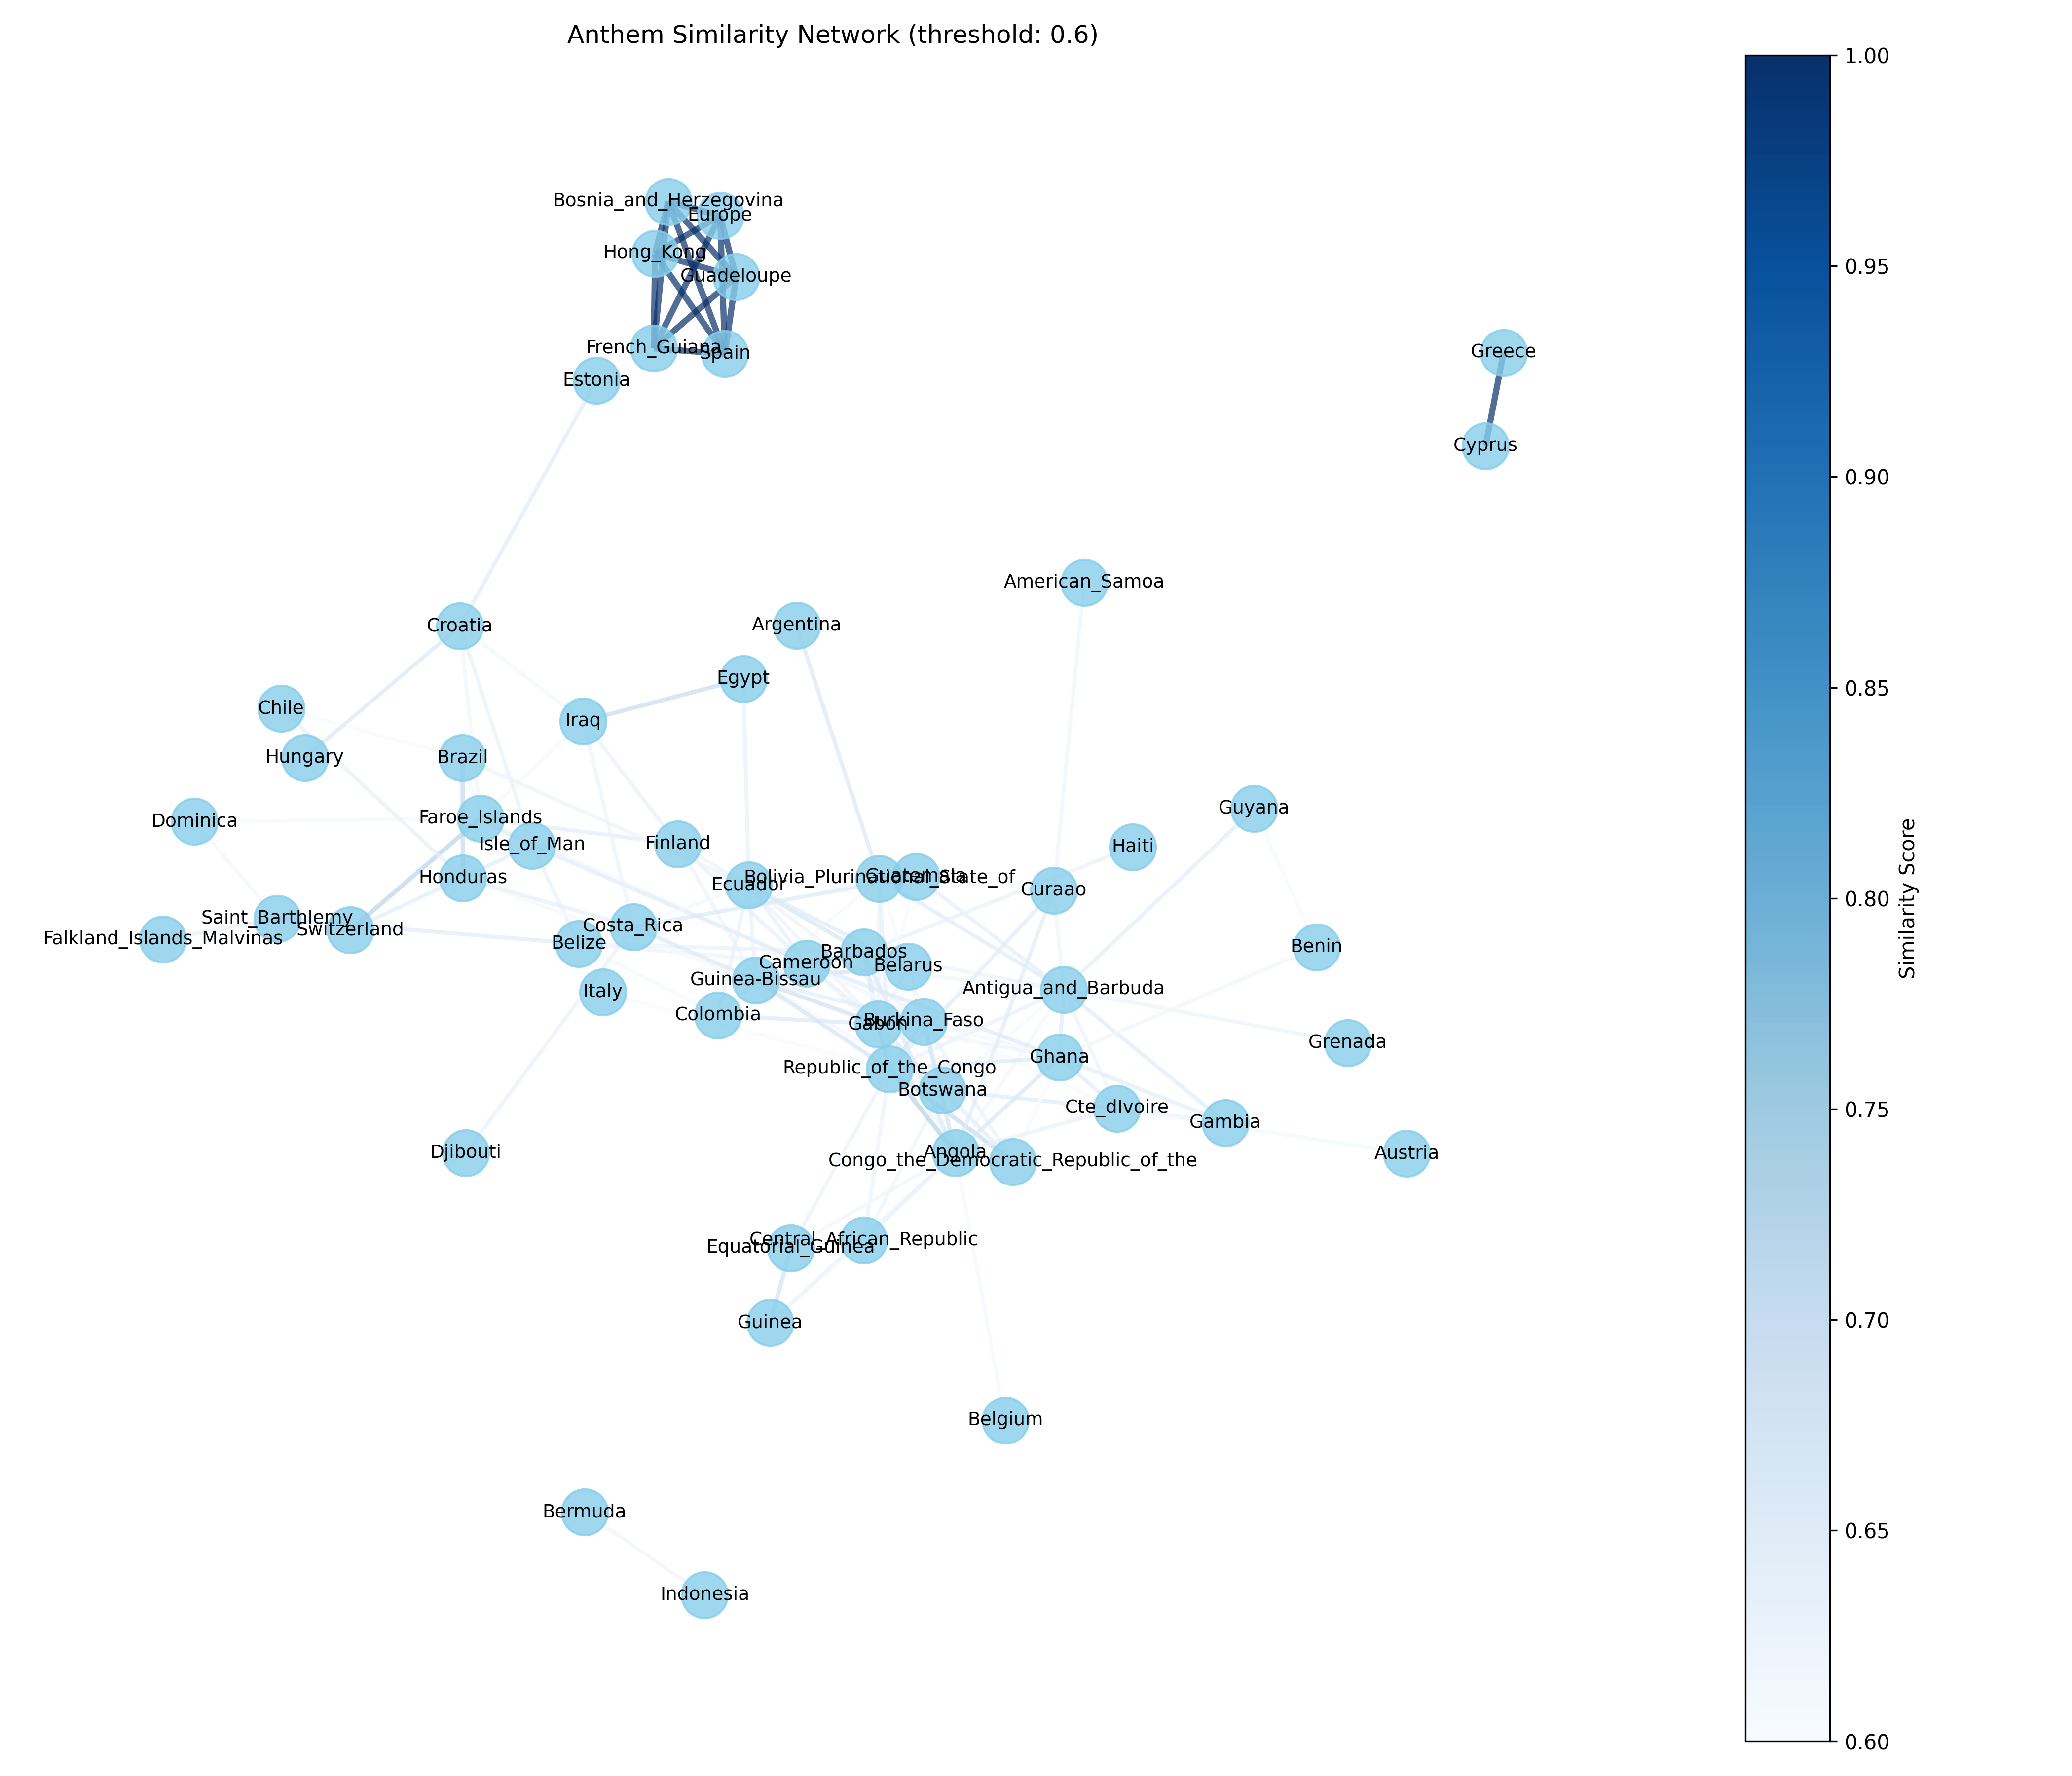 Anthem Similarity Network (threshold: 0.6)
Bosnia_and_Herzegovina
Europe
Hong_Kong
Guadeloupe
French_Guiana
Spain
Estonia
Greece
Cyprus
American_Samoa
Croatia
Argentina
Egypt
Chile
Iraq
Hungary
Brazil
Guyana
Dominica
Faroe_Islands
Isle_of_Man
Finland
Haiti
Honduras
Ecuador
Bolivia_Plurinational_State_of
Guatemala
Curaao
Saint_Barthlemy
Switzerland
Falkland_Islands_Malvinas
Costa_Rica
Belize
Benin
Barbados
Cameroon
Belarus
Guinea-Bissau
Italy
Antigua_and_Barbuda
Colombia
Gabon
Burkina_Faso
Grenada
Ghana
Republic_of_the_Congo
Botswana
Cte_dIvoire
Gambia
Djibouti
Angola
Congo_the_Democratic_Republic_of_the
Austria
Central_African_Republic
Equatorial_Guinea
Guinea
Belgium
Bermuda
Indonesia
1.00
0.95
0.90
0.85
0.80
0.75
0.70
0.65
0.60
Similarity Score